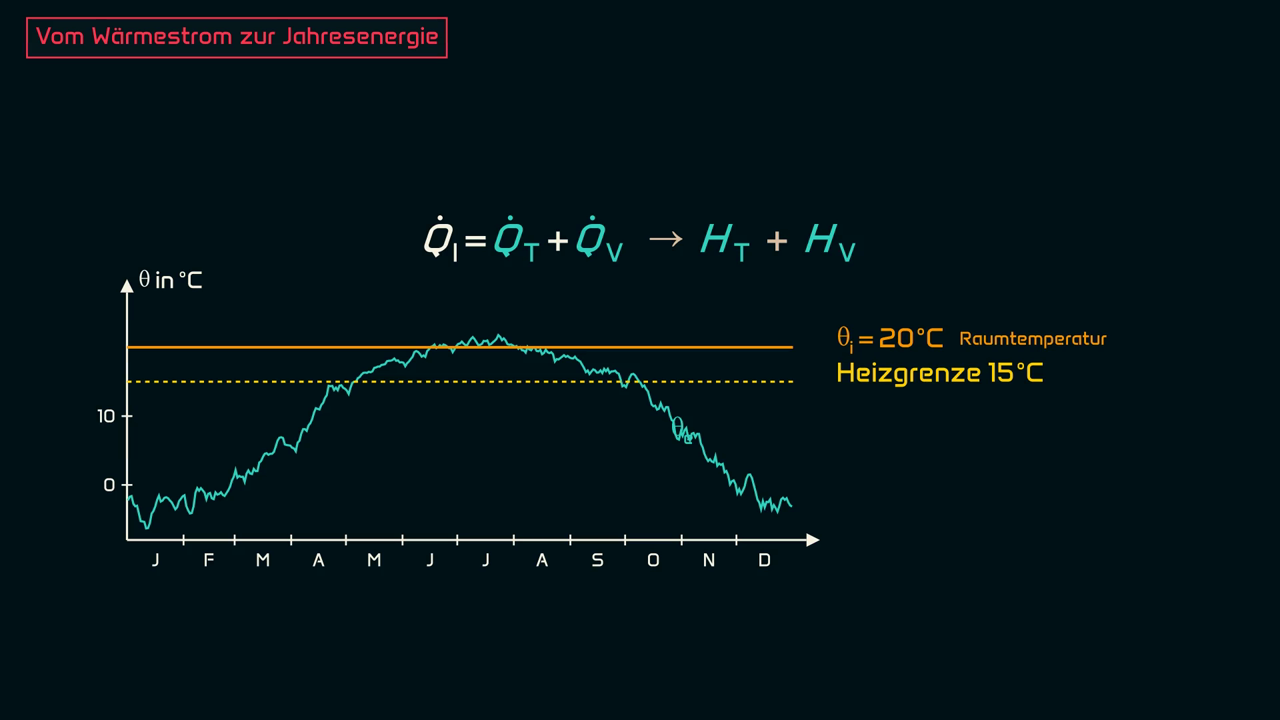 Vom Wärmestrom zur Jahresenergie
Q̇I = Q̇T + Q̇V → HT + HV
θ in °C
θi = 20°C Raumtemperatur
Heizgrenze 15°C
10
θe
0
J F M A M J J A S O N D